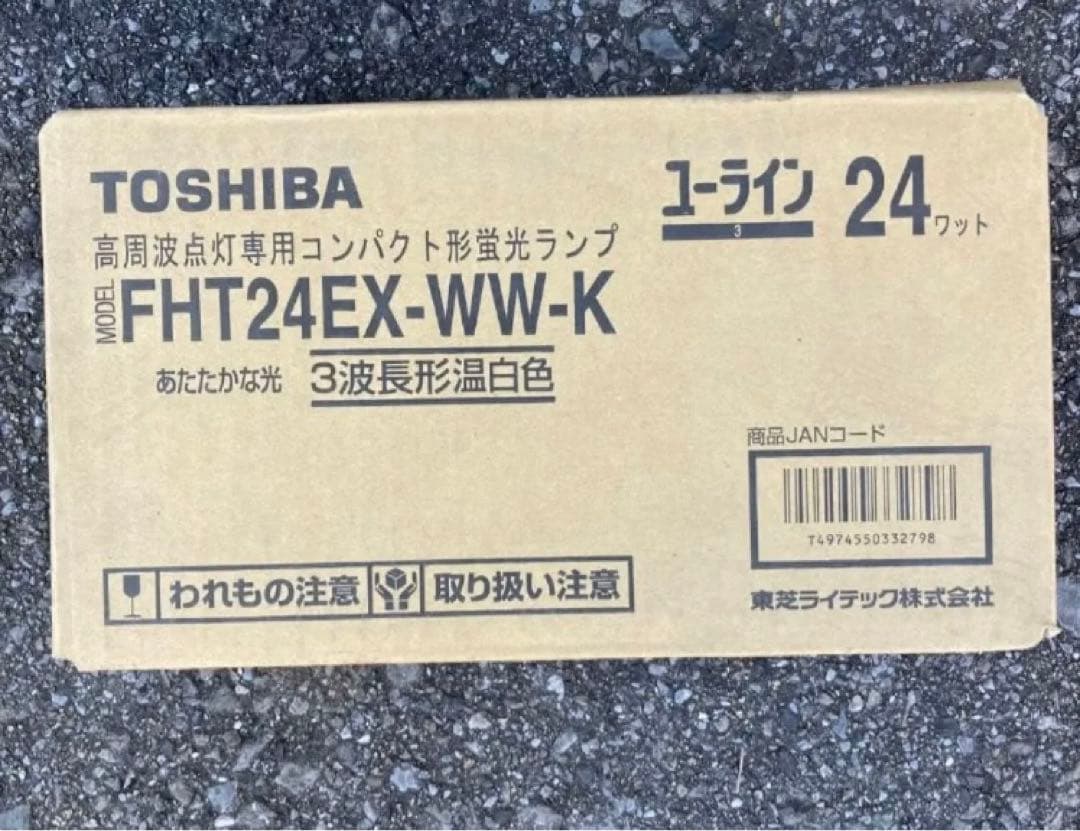 TOSHIBA
ユーライン 24ワット
3
高周波点灯専用コンパクト形蛍光ランプ
MODEL FHT24EX-WW-K
あたたかな光 3波長形温白色
商品JANコード
T4974550332798
われもの注意 取り扱い注意
東芝ライテック株式会社